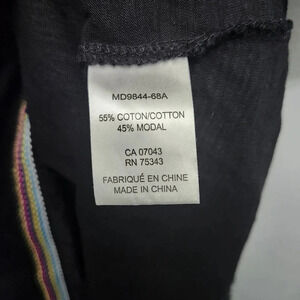 MD9844-68A
55% COTON/COTTON
45% MODAL
CA 07043
RN 75343
FABRIQUÉ EN CHINE
MADE IN CHINA